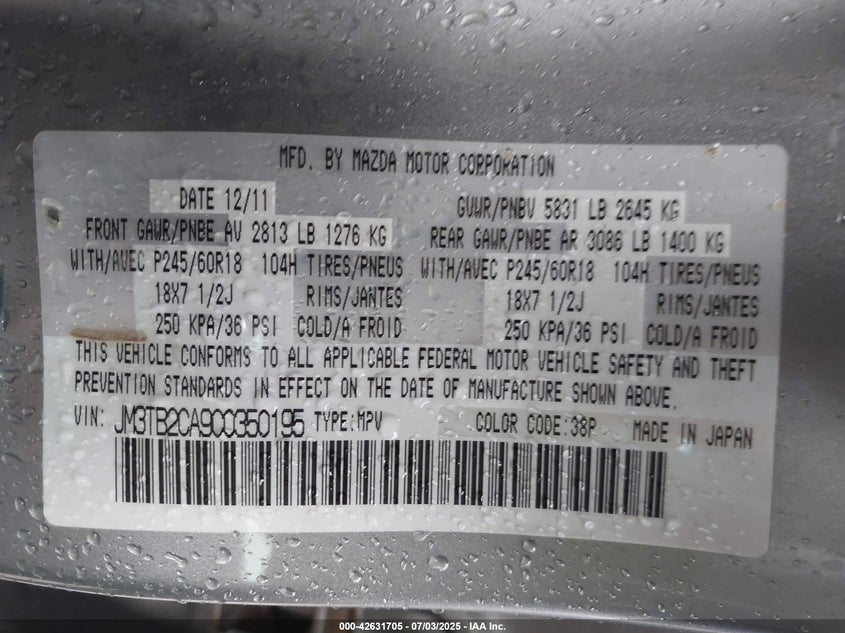 MFD. BY MAZDA MOTOR CORPORATION
DATE 12/11 GVWR/PNBV 5831 LB 2645 KG
FRONT GAWR/PNBE AV 2813 LB 1276 KG REAR GAWR/PNBE AR 3086 LB 1400 KG
WITH/AVEC P245/60R18 104H TIRES/PNEUS WITH/AVEC P245/60R18 104H TIRES/PNEUS
18X7 1/2J RIMS/JANTES 18X7 1/2J RIMS/JANTES
250 KPA/36 PSI COLD/A FROID 250 KPA/36 PSI COLD/A FROID
THIS VEHICLE CONFORMS TO ALL APPLICABLE FEDERAL MOTOR VEHICLE SAFETY AND THEFT
PREVENTION STANDARDS IN EFFECT ON THE DATE OF MANUFACTURE SHOWN ABOVE.
VIN: JM3TB2CA9C0350195 TYPE:MPV COLOR CODE:38P MADE IN JAPAN
000-42631705 - 07/03/2025 - IAA Inc.